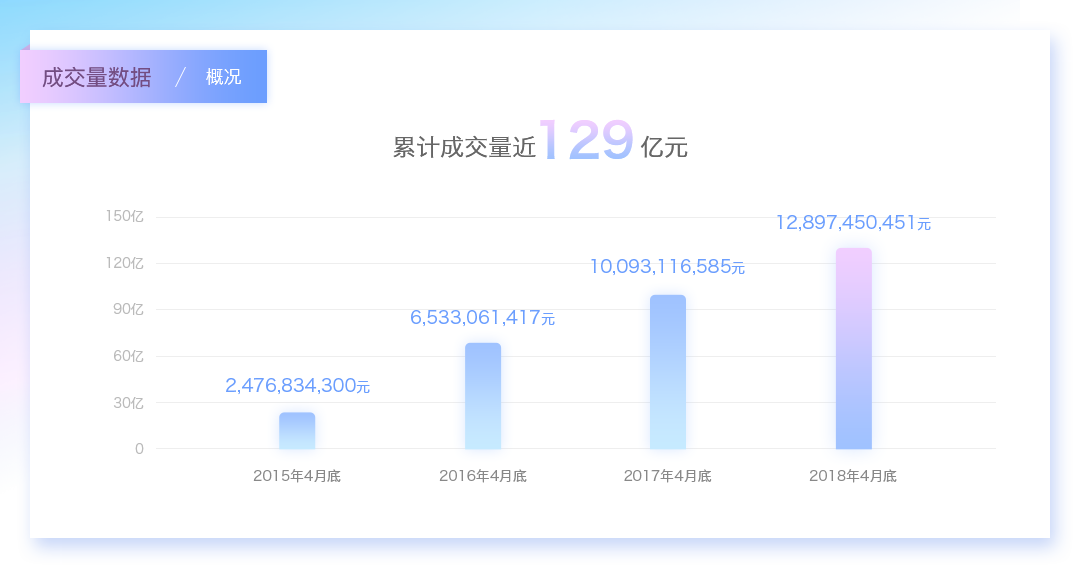 成交量数据 / 概况
累计成交量近129亿元
150亿
120亿
90亿
60亿
30亿
0
2,476,834,300元
6,533,061,417元
10,093,116,585元
12,897,450,451元
2015年4月底
2016年4月底
2017年4月底
2018年4月底